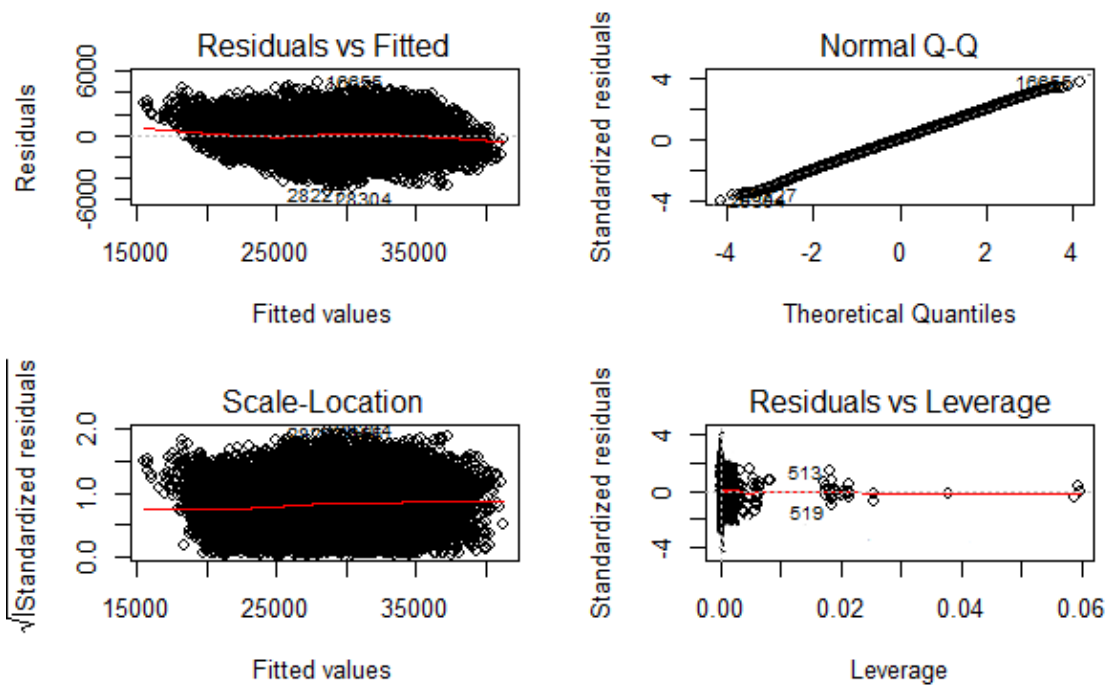 Residuals vs Fitted
Residuals
6000
0
-6000
16655
28304
15000 25000 35000
Fitted values
Normal Q-Q
Standardized residuals
4
0
-4
16655
-4 -2 0 2 4
Theoretical Quantiles
Scale-Location
√|Standardized residuals
2.0
1.0
0.0
15000 25000 35000
Fitted values
Residuals vs Leverage
Standardized residuals
4
0
-4
513
519
0.00 0.02 0.04 0.06
Leverage